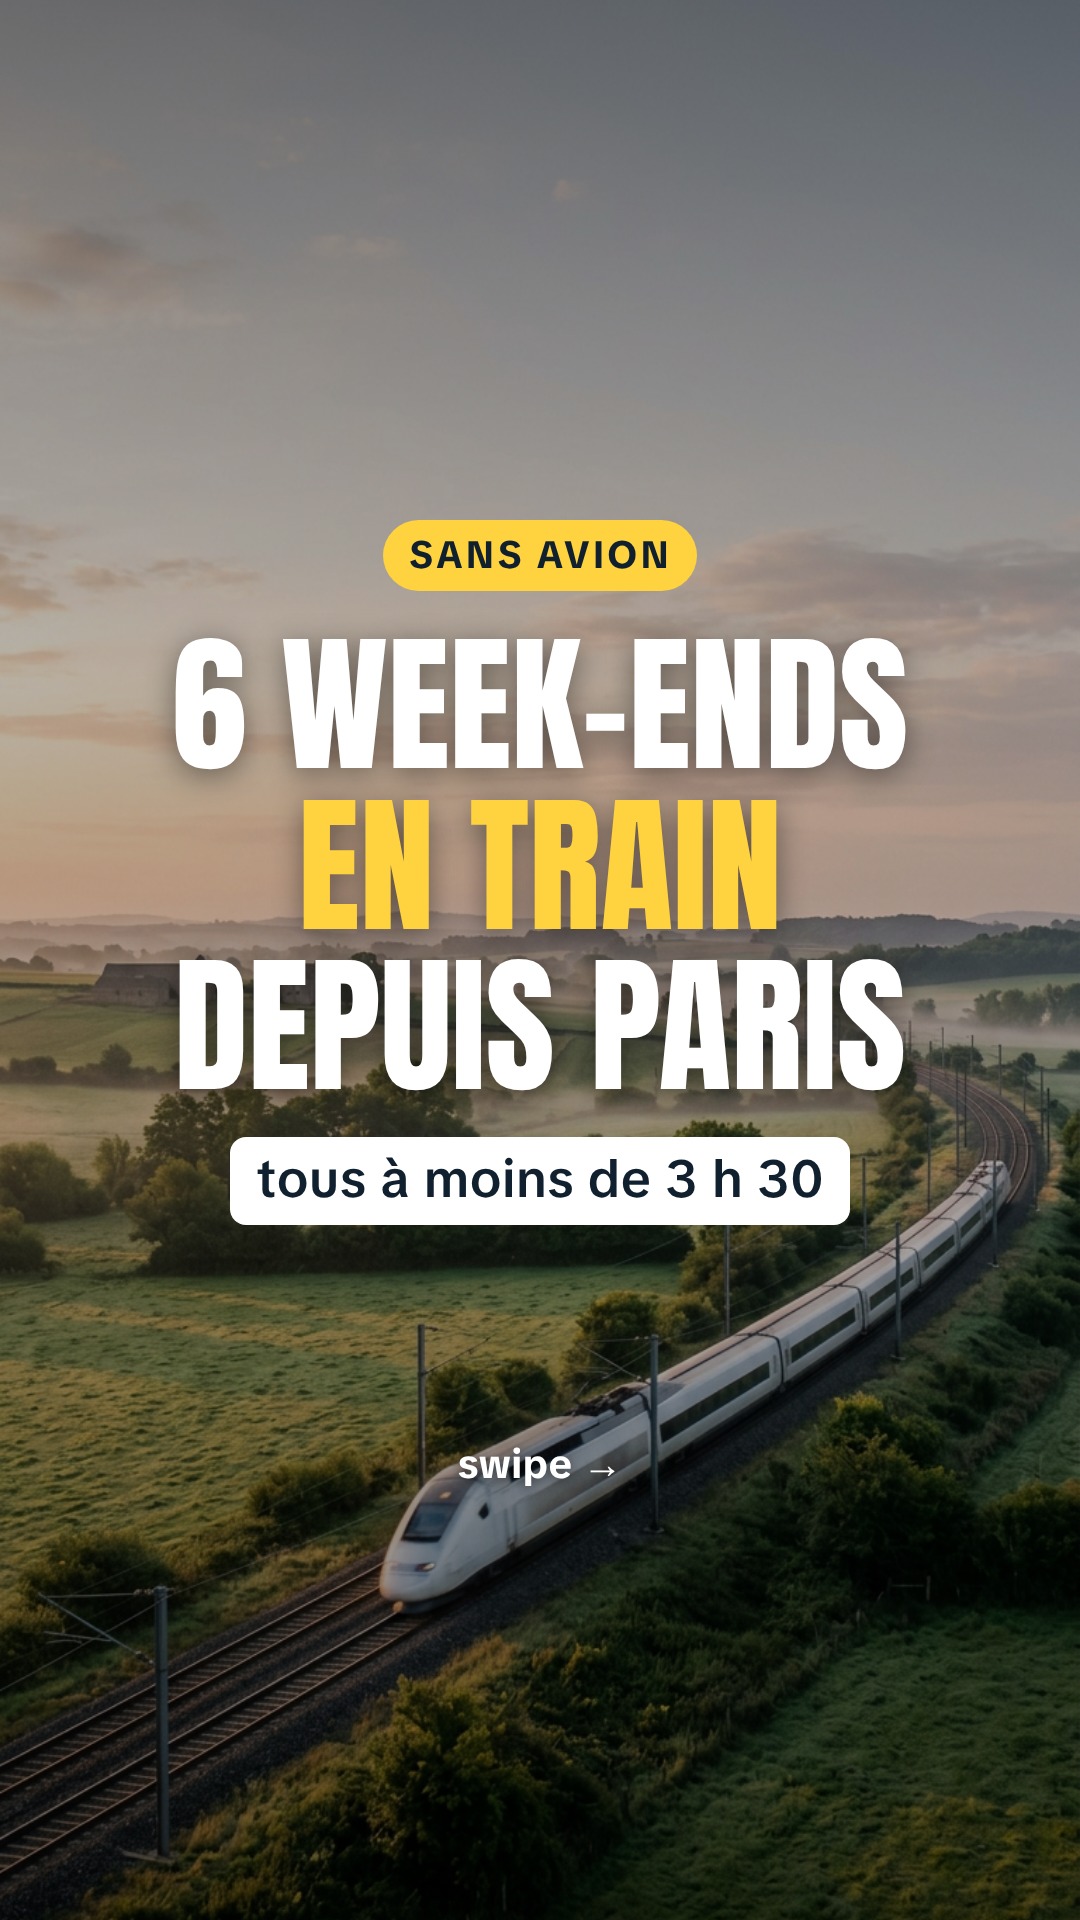 SANS AVION
6 WEEK-ENDS
EN TRAIN
DEPUIS PARIS
tous à moins de 3 h 30
swipe →